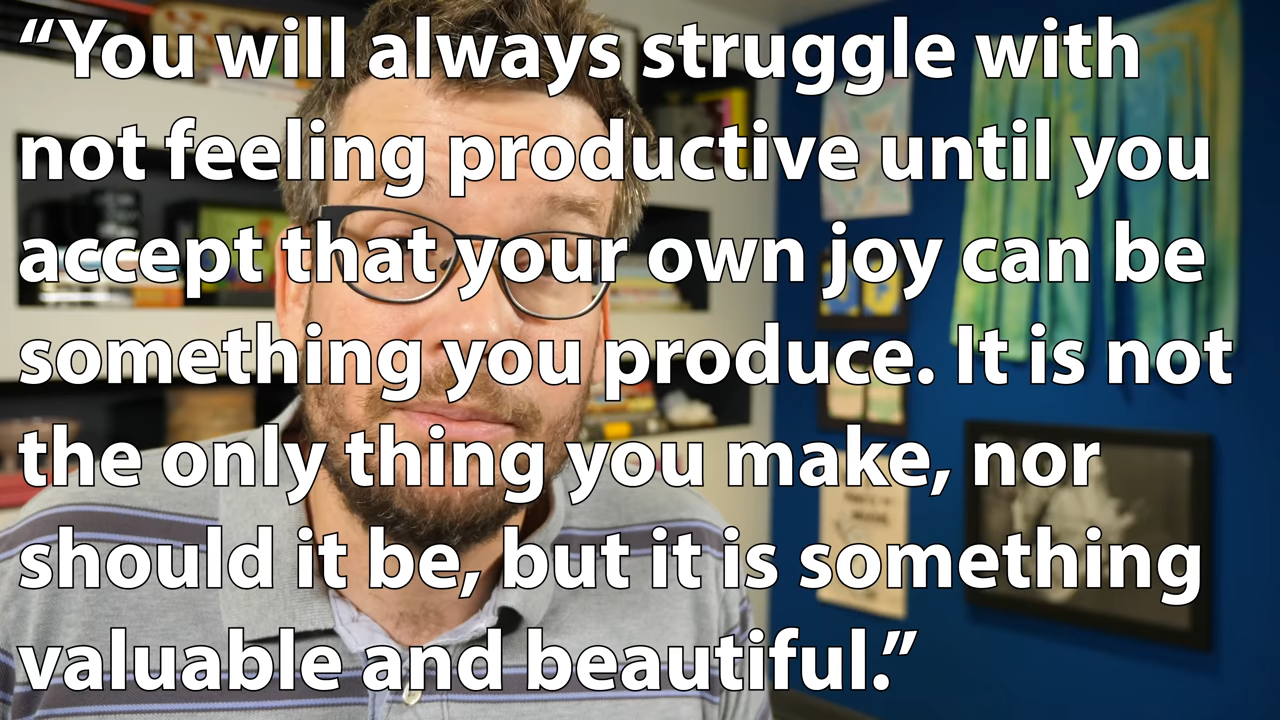 “You will always struggle with
not feeling productive until you
accept that your own joy can be
something you produce. It is not
the only thing you make, nor
should it be, but it is something
valuable and beautiful.”